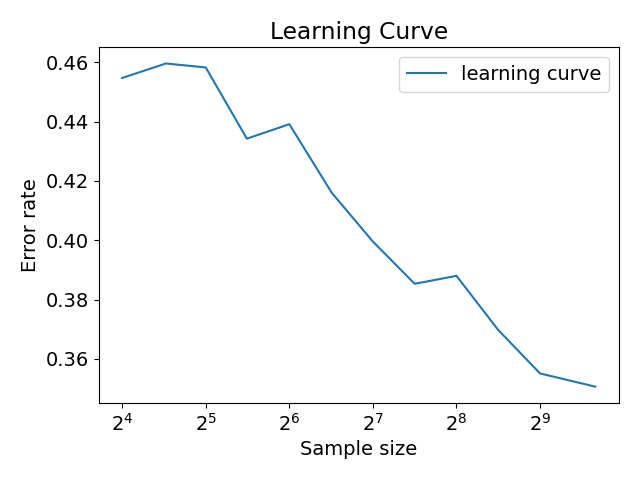 Learning Curve
learning curve
Error rate
0.46
0.44
0.42
0.40
0.38
0.36
2⁴ 2⁵ 2⁶ 2⁷ 2⁸ 2⁹
Sample size